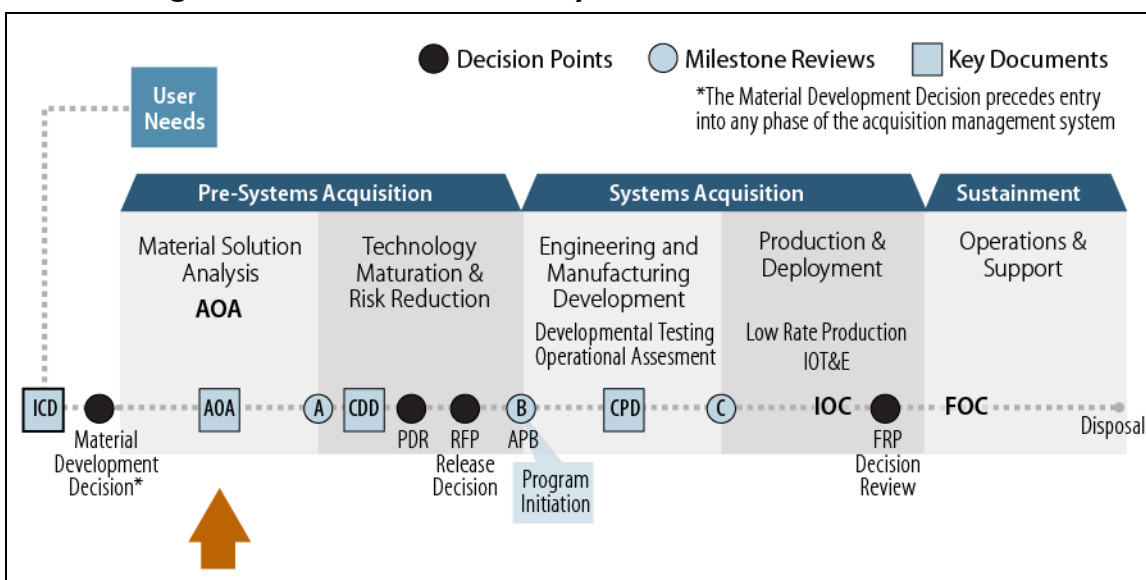 Decision Points
Milestone Reviews
Key Documents
*The Material Development Decision precedes entry
into any phase of the acquisition management system
User
Needs
Pre-Systems Acquisition
Systems Acquisition
Sustainment
Material Solution
Analysis
AOA
Technology
Maturation &
Risk Reduction
Engineering and
Manufacturing
Development
Developmental Testing
Operational Assesment
Production &
Deployment
Low Rate Production
IOT&E
Operations &
Support
ICD
AOA
A
CDD
B
CPD
C
IOC
FOC
Material
Development
Decision*
PDR
RFP
Release
Decision
APB
Program
Initiation
FRP
Decision
Review
Disposal